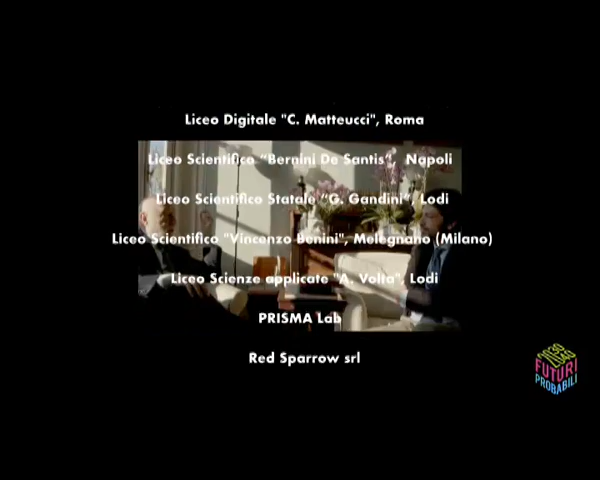 Liceo Digitale "C. Matteucci", Roma
Liceo Scientifico “Bernini De Santis”, Napoli
Liceo Scientifico Statale “G. Gandini”, Lodi
Liceo Scientifico "Vincenzo Benini", Melegnano (Milano)
Liceo Scienze applicate "A. Volta", Lodi
PRISMA Lab
Red Sparrow srl
FUTURI
PROBABILI